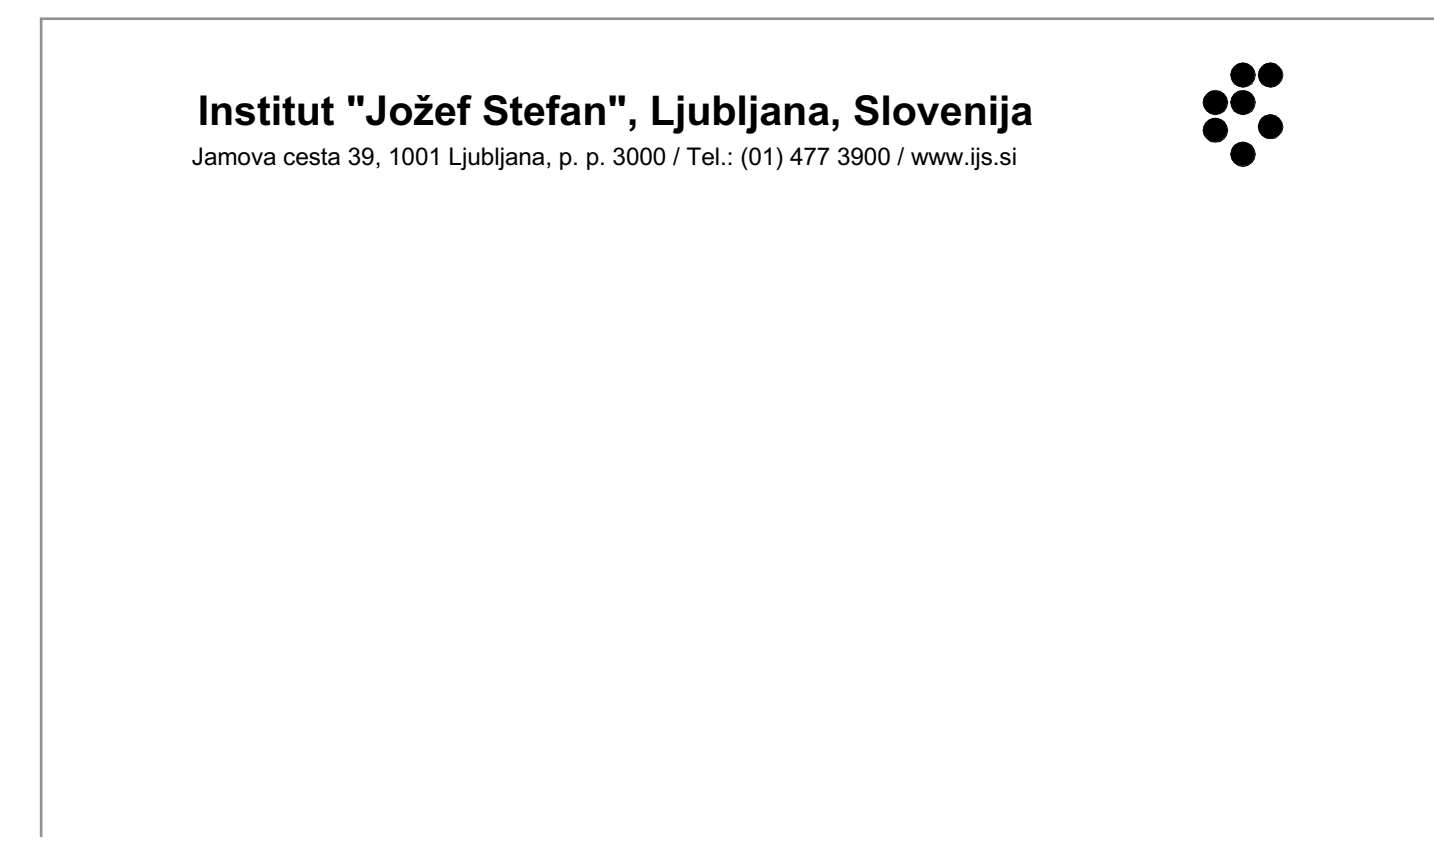 Institut "Jožef Stefan", Ljubljana, Slovenija
Jamova cesta 39, 1001 Ljubljana, p. p. 3000 / Tel.: (01) 477 3900 / www.ijs.si